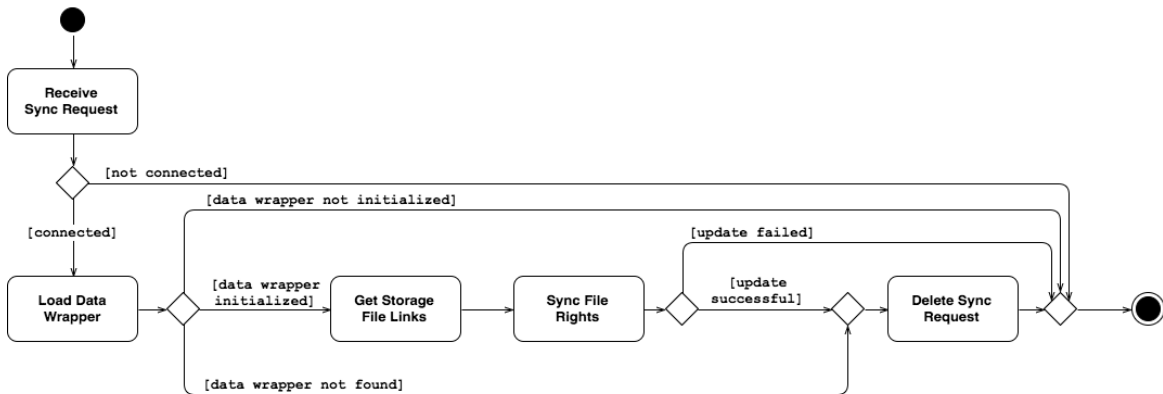 Receive
Sync Request
[not connected]
[data wrapper not initialized]
[connected]
[update failed]
[data wrapper
initialized]
[update
successful]
Load Data
Wrapper
Get Storage
File Links
Sync File
Rights
Delete Sync
Request
[data wrapper not found]